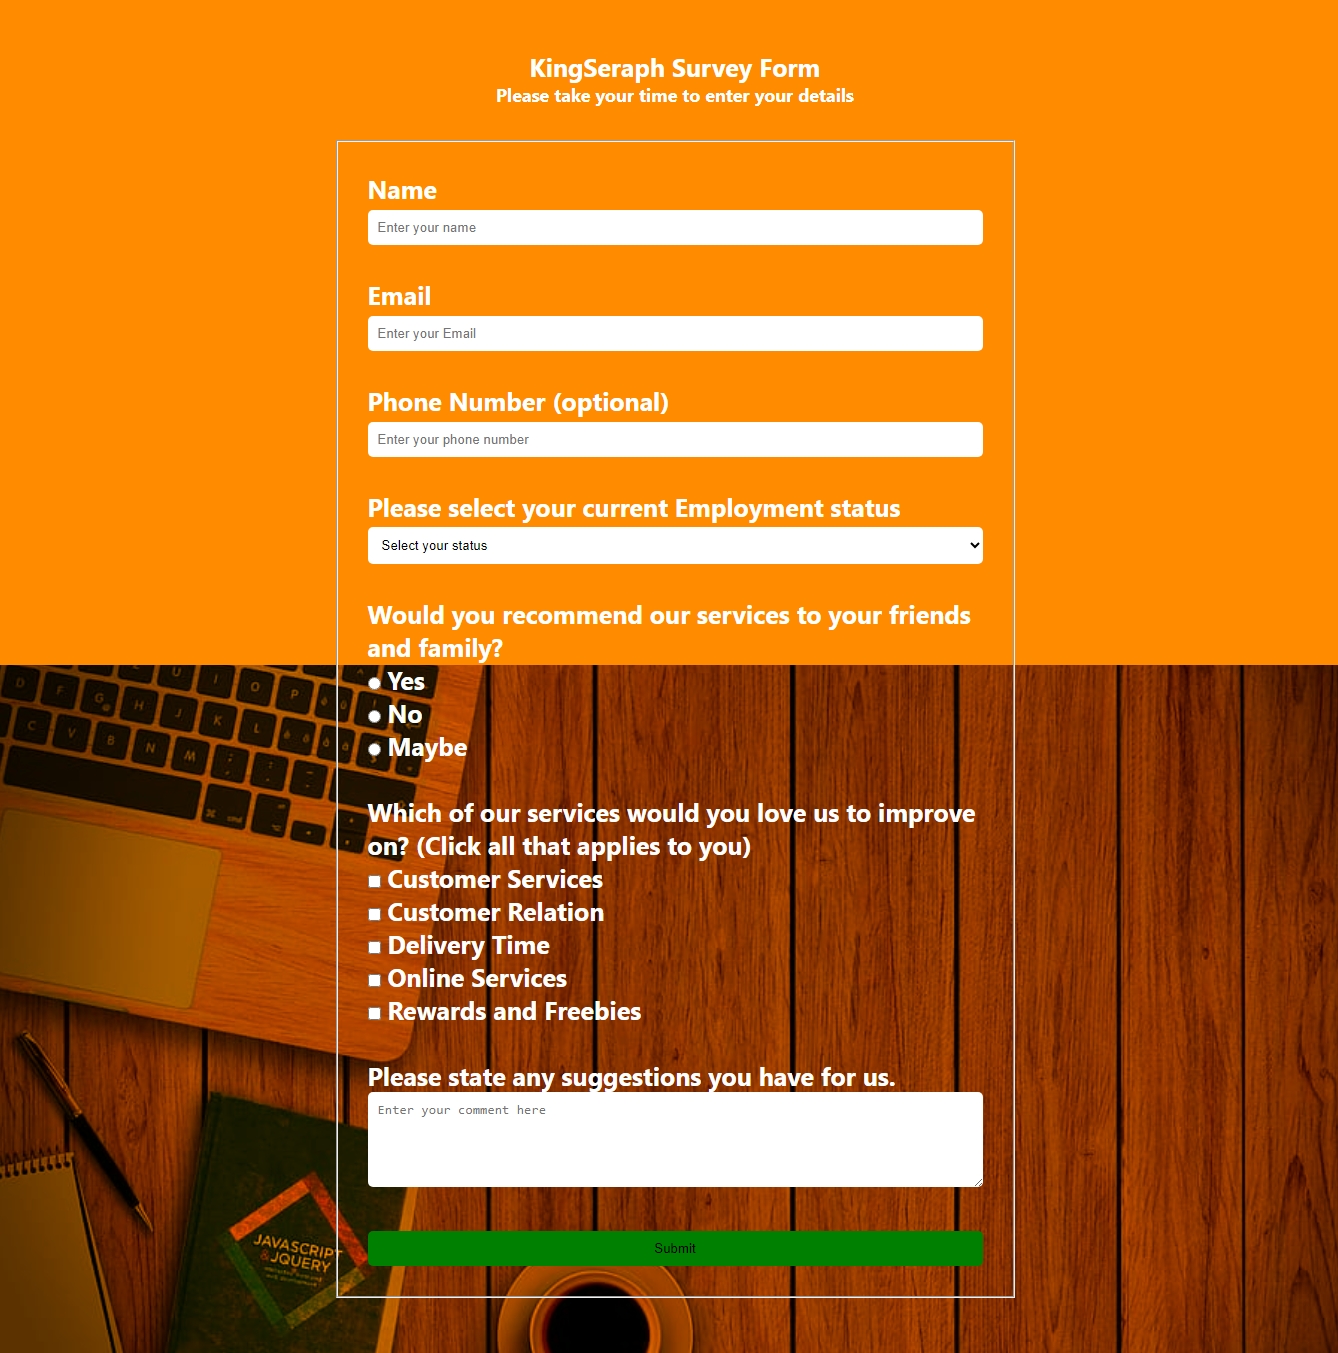 KingSeraph Survey Form
Please take your time to enter your details
Name
Enter your name
Email
Enter your Email
Phone Number (optional)
Enter your phone number
Please select your current Employment status
Select your status
Would you recommend our services to your friends
and family?
Yes
No
Maybe
Which of our services would you love us to improve
on? (Click all that applies to you)
Customer Services
Customer Relation
Delivery Time
Online Services
Rewards and Freebies
Please state any suggestions you have for us.
Enter your comment here
Submit
U I O P
D F G H J K L
C V B N M
cmd
JAVASCRIPT
&JQUERY